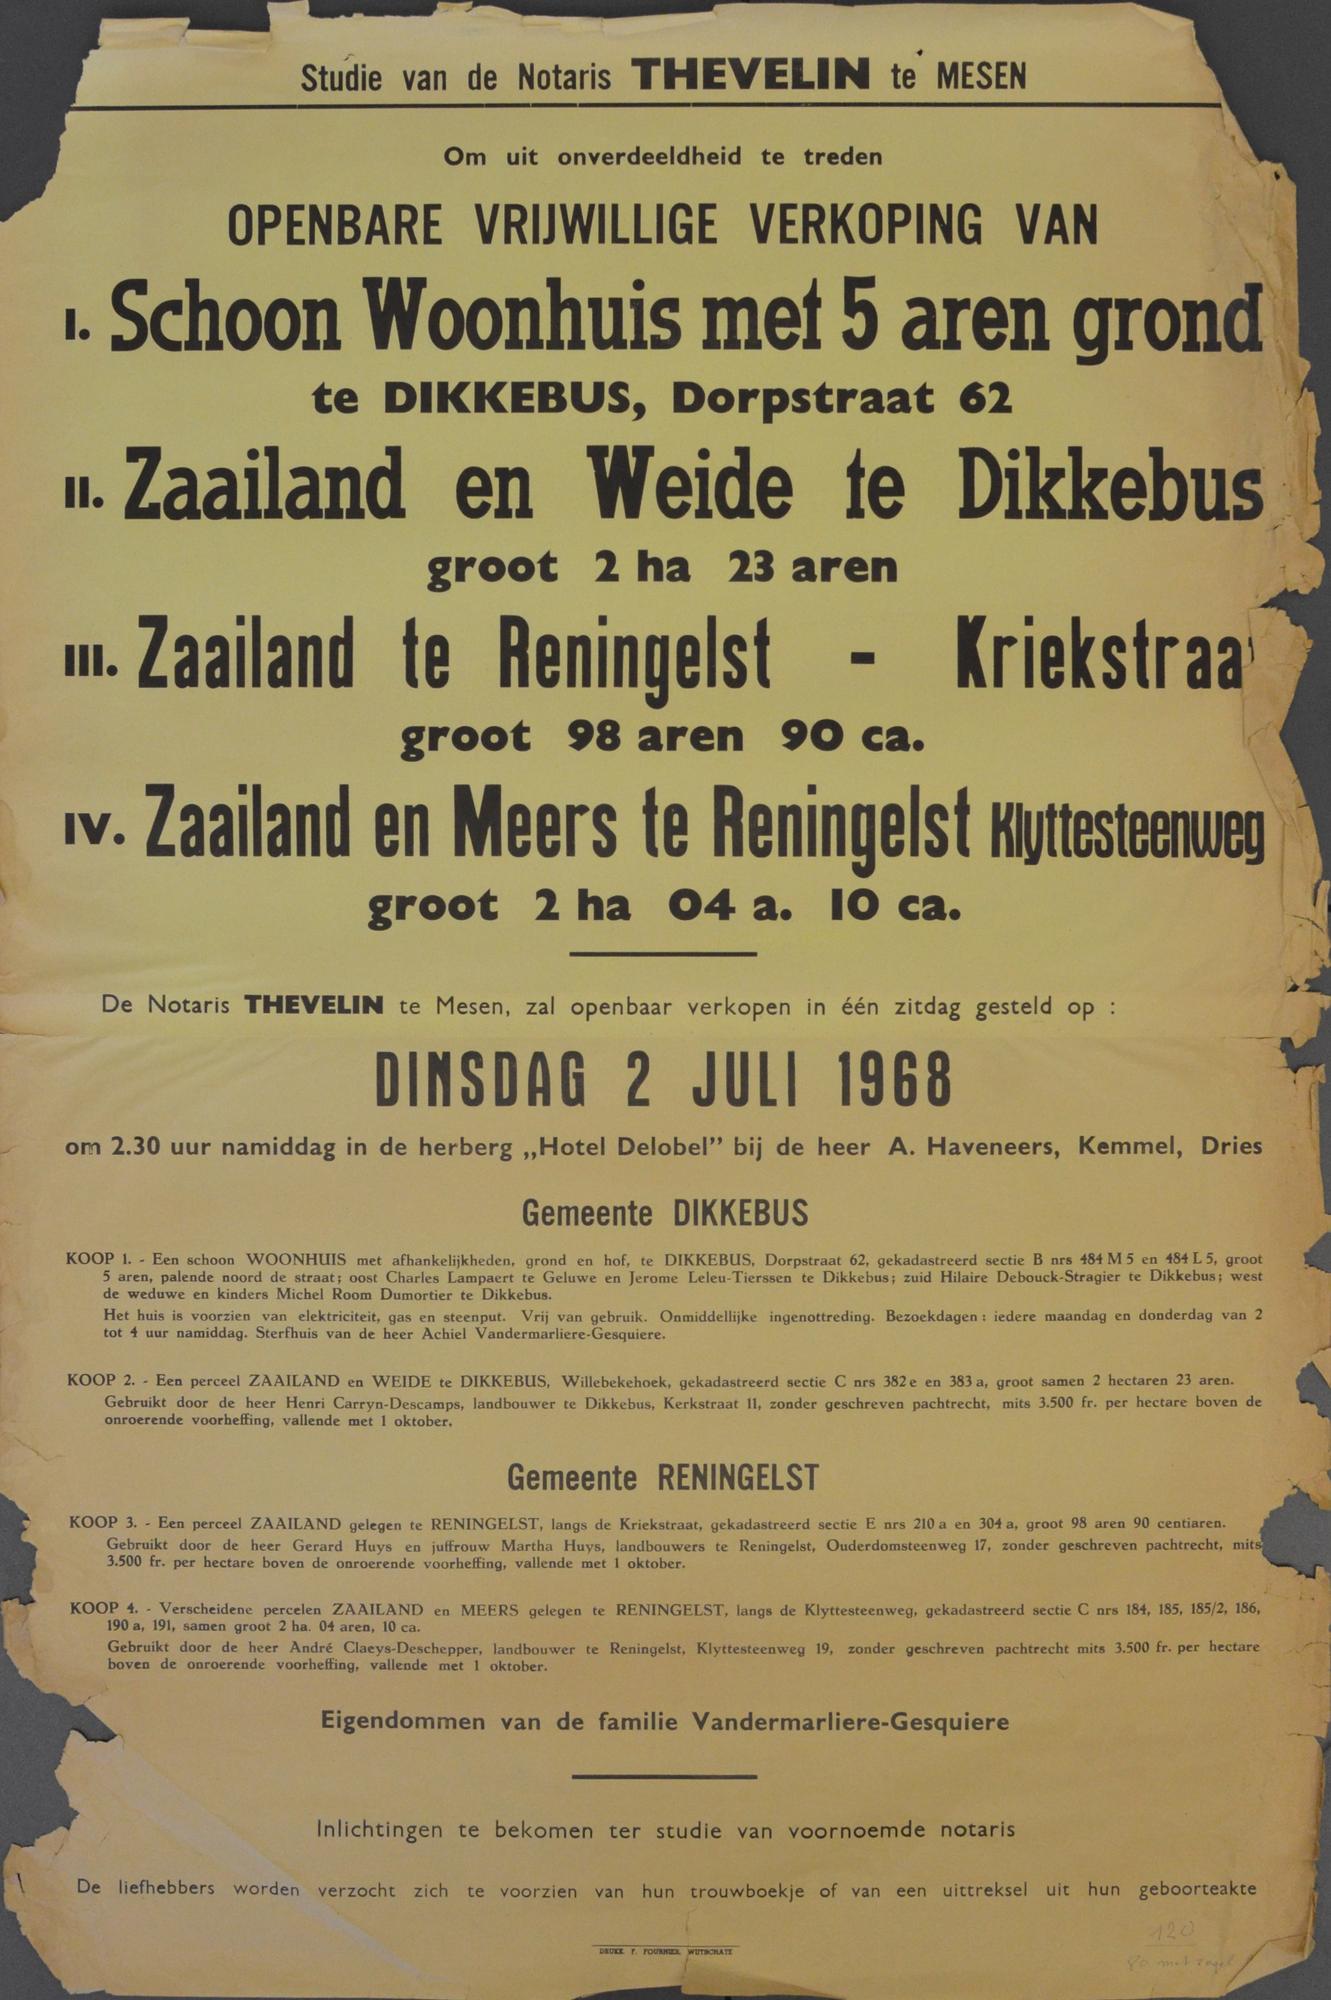 Studie van de Notaris THEVELIN te MESEN
Om uit onverdeeldheid te treden
OPENBARE VRIJWILLIGE VERKOPING VAN
I. Schoon Woonhuis met 5 aren grond
te DIKKEBUS, Dorpstraat 62
II. Zaailand en Weide te Dikkebus
groot 2 ha 23 aren
III. Zaailand te Reningelst - Kriekstraat
groot 98 aren 90 ca.
IV. Zaailand en Meers te Reningelst Klyttesteenweg
groot 2 ha 04 a. 10 ca.
De Notaris THEVELIN te Mesen, zal openbaar verkopen in één zitdag gesteld op :
DINSDAG 2 JULI 1968
om 2.30 uur namiddag in de herberg „Hotel Delobel” bij de heer A. Haveneers, Kemmel, Dries
Gemeente DIKKEBUS
KOOP 1. - Een schoon WOONHUIS met afhankelijkheden, grond en hof, te DIKKEBUS, Dorpstraat 62, gekadastreerd sectie B nrs 484 M 5 en 484 L 5, groot
5 aren, palende noord de straat; oost Charles Lampaert te Geluwe en Jerome Leleu-Tierssen te Dikkebus; zuid Hilaire Debouck-Stragier te Dikkebus; west
de weduwe en kinders Michel Room Dumortier te Dikkebus.
Het huis is voorzien van elektriciteit, gas en steenput. Vrij van gebruik. Onmiddellijke ingenottreding. Bezoekdagen : iedere maandag en donderdag van 2
tot 4 uur namiddag. Sterfhuis van de heer Achiel Vandermarliere-Gesquiere.
KOOP 2. - Een perceel ZAAILAND en WEIDE te DIKKEBUS, Willebekehoek, gekadastreerd sectie C nrs 382 e en 383 a, groot samen 2 hectaren 23 aren.
Gebruikt door de heer Henri Carryn-Descamps, landbouwer te Dikkebus, Kerkstraat 11, zonder geschreven pachtrecht, mits 3.500 fr. per hectare boven de
onroerende voorheffing, vallende met 1 oktober.
Gemeente RENINGELST
KOOP 3. - Een perceel ZAAILAND gelegen te RENINGELST, langs de Kriekstraat, gekadastreerd sectie E nrs 210 a en 304 a, groot 98 aren 90 centiaren.
Gebruikt door de heer Gerard Huys en juffrouw Martha Huys, landbouwers te Reningelst, Ouderdomsteenweg 17, zonder geschreven pachtrecht, mits
3.500 fr. per hectare boven de onroerende voorheffing, vallende met 1 oktober.
KOOP 4. - Verscheidene percelen ZAAILAND en MEERS gelegen te RENINGELST, langs de Klyttesteenweg, gekadastreerd sectie C nrs 184, 185, 185/2, 186,
190 a, 191, samen groot 2 ha. 04 aren, 10 ca.
Gebruikt door de heer André Claeys-Deschepper, landbouwer te Reningelst, Klyttesteenweg 19, zonder geschreven pachtrecht mits 3.500 fr. per hectare
boven de onroerende voorheffing, vallende met 1 oktober.
Eigendommen van de familie Vandermarliere-Gesquiere
Inlichtingen te bekomen ter studie van voornoemde notaris
De liefhebbers worden verzocht zich te voorzien van hun trouwboekje of van een uittreksel uit hun geboorteakte
DRUKK. F. FOURNIER, WIJTSCHATE
120